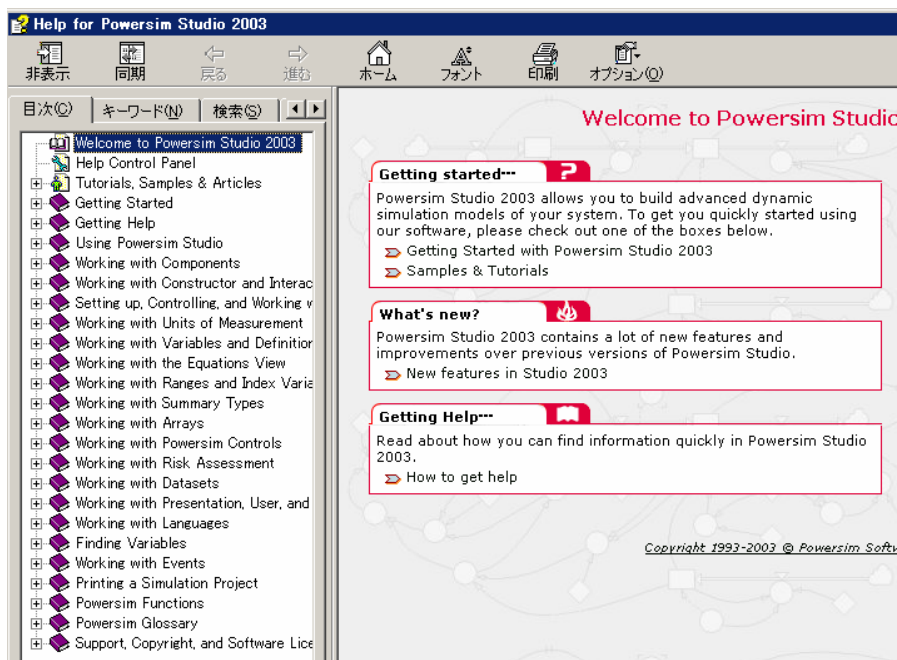 Help for Powersim Studio 2003
非表示 同期 戻る 進む ホーム フォント 印刷 オプション(O)
目次(C) キーワード(N) 検索(S)
Welcome to Powersim Studio 2003
Help Control Panel
Tutorials, Samples & Articles
Getting Started
Getting Help
Using Powersim Studio
Working with Components
Working with Constructor and Interac
Setting up, Controlling, and Working w
Working with Units of Measurement
Working with Variables and Definition
Working with the Equations View
Working with Ranges and Index Varia
Working with Summary Types
Working with Arrays
Working with Powersim Controls
Working with Risk Assessment
Working with Datasets
Working with Presentation, User, and
Working with Languages
Finding Variables
Working with Events
Printing a Simulation Project
Powersim Functions
Powersim Glossary
Support, Copyright, and Software Lice
Welcome to Powersim Studio
Getting started... ?
Powersim Studio 2003 allows you to build advanced dynamic
simulation models of your system. To get you quickly started using
our software, please check out one of the boxes below.
Getting Started with Powersim Studio 2003
Samples & Tutorials
What's new?
Powersim Studio 2003 contains a lot of new features and
improvements over previous versions of Powersim Studio.
New features in Studio 2003
Getting Help...
Read about how you can find information quickly in Powersim Studio
2003.
How to get help
Copyright 1993-2003 © Powersim Softw